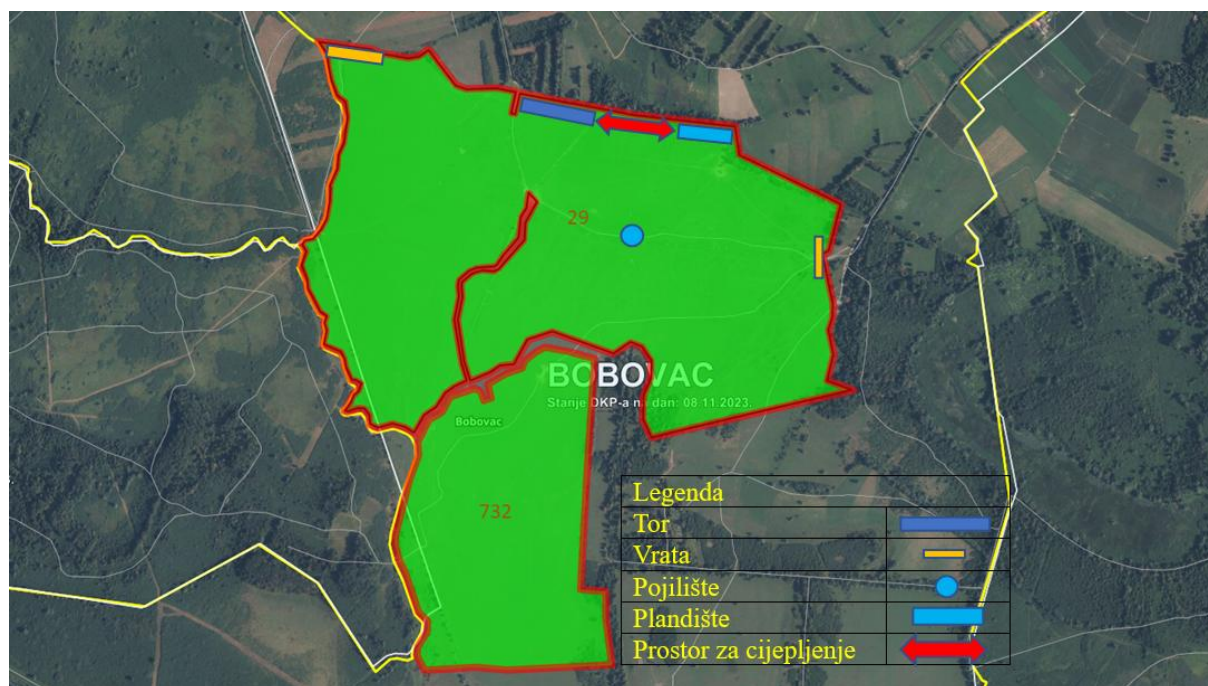 29
BOBOVAC
Stanje DKP-a na dan: 08.11.2023.
Bobovac
732
Legenda
Tor
Vrata
Pojilište
Plandište
Prostor za cijepljenje